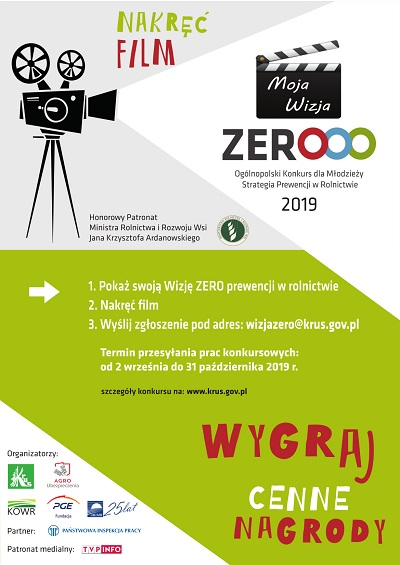 NAKRĘĆ
FILM
Moja
Wizja
ZEROOO
Ogólnopolski Konkurs dla Młodzieży
Strategia Prewencji w Rolnictwie
2019
Honorowy Patronat
Ministra Rolnictwa i Rozwoju Wsi
Jana Krzysztofa Ardanowskiego
1. Pokaż swoją Wizję ZERO prewencji w rolnictwie
2. Nakręć film
3. Wyślij zgłoszenie pod adres: wizjazero@krus.gov.pl
Termin przesyłania prac konkursowych:
od 2 września do 31 października 2019 r.
szczegóły konkursu na: www.krus.gov.pl
WYGRAJ
CENNE
NAGRODY
Organizatorzy:
KRUS
AGRO
Ubezpieczenia
KOWR
PGE
Fundacja
25 lat
Partner:
PAŃSTWOWA INSPEKCJA PRACY
Patronat medialny:
TVP INFO